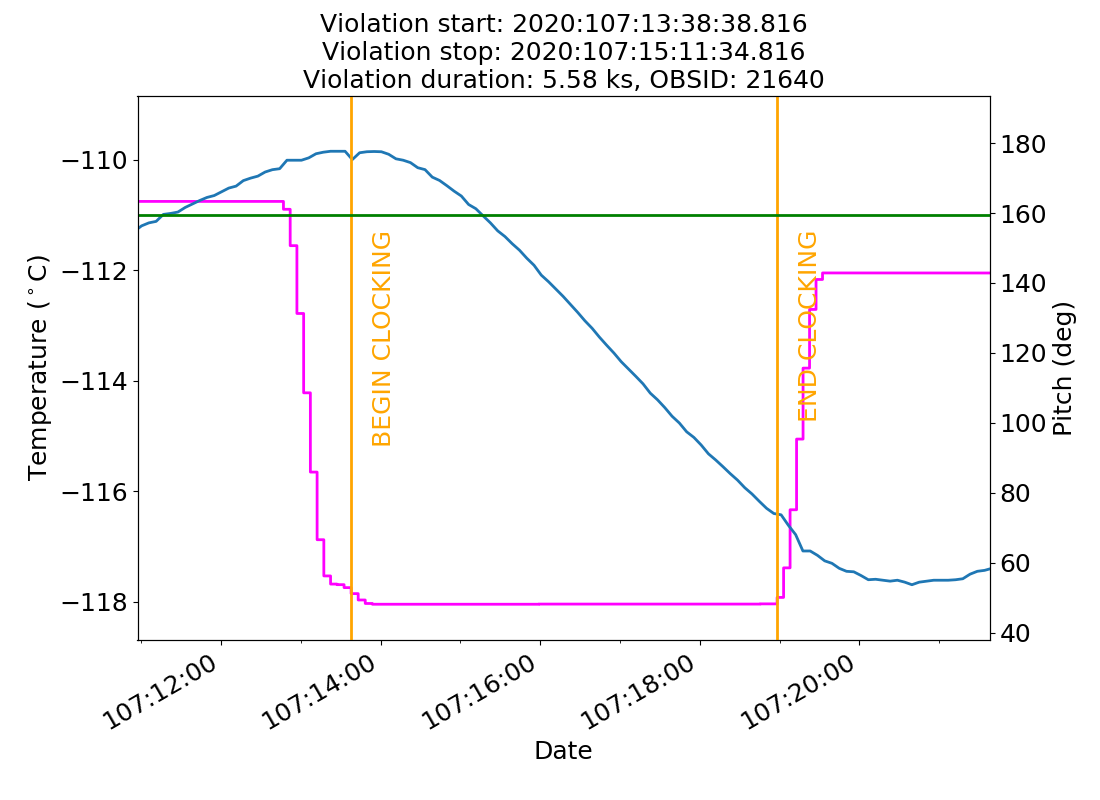 Violation start: 2020:107:13:38:38.816
Violation stop: 2020:107:15:11:34.816
Violation duration: 5.58 ks, OBSID: 21640
Temperature (°C)
−110
−112
−114
−116
−118
BEGIN CLOCKING
END CLOCKING
180
160
140
120
100
80
60
40
Pitch (deg)
107:12:00
107:14:00
107:16:00
107:18:00
107:20:00
Date